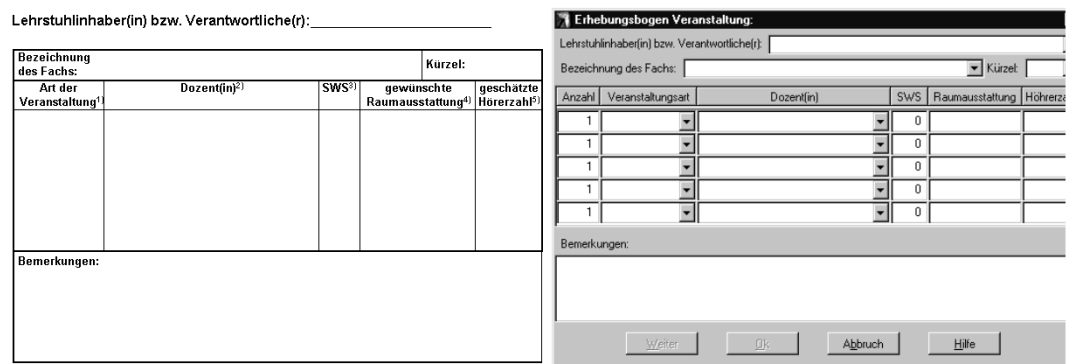 Lehrstuhlinhaber(in) bzw. Verantwortliche(r):
Bezeichnung
des Fachs:
Kürzel:
Art der
Veranstaltung1)
Dozent(in)2)
SWS3)
gewünschte
Raumausstattung4)
geschätzte
Hörerzahl5)
Bemerkungen:
Erhebungsbogen Veranstaltung:
Lehrstuhlinhaber(in) bzw. Verantwortliche(r):
Bezeichnung des Fachs: Kürzel:
Anzahl Veranstaltungsart Dozent(in) SWS Raumausstattung Höhrerza
1 0
1 0
1 0
1 0
1 0
Bemerkungen:
Weiter Ok Abbruch Hilfe